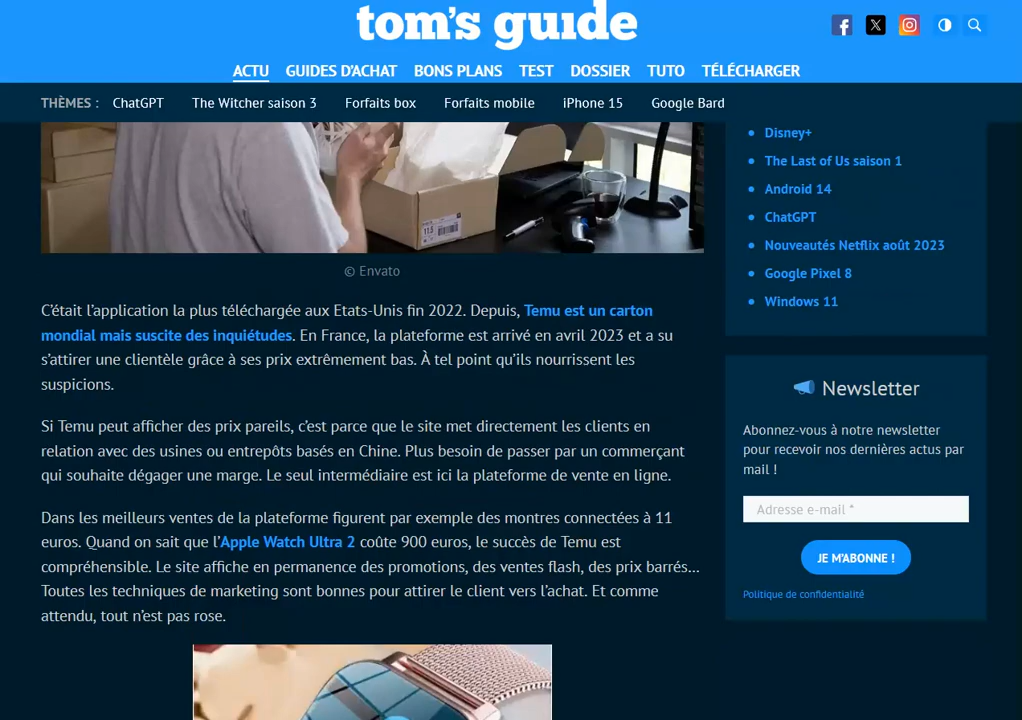 tom's guide
ACTU GUIDES D'ACHAT BONS PLANS TEST DOSSIER TUTO TÉLÉCHARGER
THÈMES : ChatGPT The Witcher saison 3 Forfaits box Forfaits mobile iPhone 15 Google Bard
© Envato
C'était l'application la plus téléchargée aux Etats-Unis fin 2022. Depuis, Temu est un carton
mondial mais suscite des inquiétudes. En France, la plateforme est arrivé en avril 2023 et a su
s'attirer une clientèle grâce à ses prix extrêmement bas. À tel point qu'ils nourrissent les
suspicions.
Si Temu peut afficher des prix pareils, c'est parce que le site met directement les clients en
relation avec des usines ou entrepôts basés en Chine. Plus besoin de passer par un commerçant
qui souhaite dégager une marge. Le seul intermédiaire est ici la plateforme de vente en ligne.
Dans les meilleurs ventes de la plateforme figurent par exemple des montres connectées à 11
euros. Quand on sait que l'Apple Watch Ultra 2 coûte 900 euros, le succès de Temu est
compréhensible. Le site affiche en permanence des promotions, des ventes flash, des prix barrés…
Toutes les techniques de marketing sont bonnes pour attirer le client vers l'achat. Et comme
attendu, tout n'est pas rose.
Disney+
The Last of Us saison 1
Android 14
ChatGPT
Nouveautés Netflix août 2023
Google Pixel 8
Windows 11
Newsletter
Abonnez-vous à notre newsletter
pour recevoir nos dernières actus par
mail !
Adresse e-mail *
JE M'ABONNE !
Politique de confidentialité